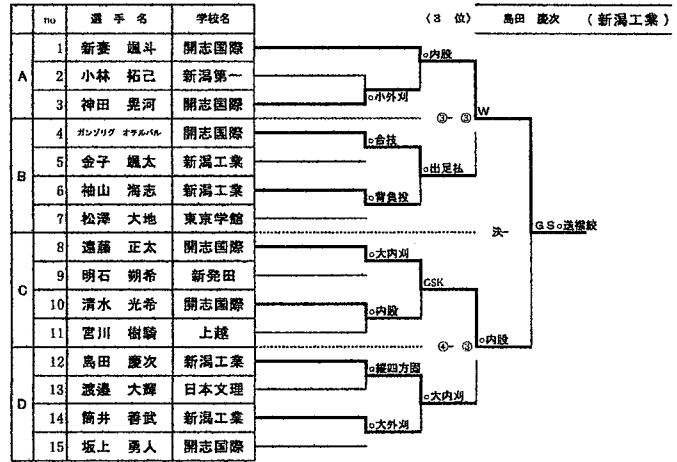 〈3 位〉 島田 慶次 （新潟工業）
no 選手名 学校名
A
1 新妻 颯斗 開志国際
2 小林 拓己 新潟第一
3 神田 晃河 開志国際
B
4 ガンゾリグ オチルバル 開志国際
5 金子 颯太 新潟工業
6 袖山 海志 新潟工業
7 松澤 大地 東京学館
C
8 遠藤 正太 開志国際
9 明石 朔希 新発田
10 清水 光希 開志国際
11 宮川 樹騎 上越
D
12 島田 慶次 新潟工業
13 渡邉 大輝 日本文理
14 筒井 善武 新潟工業
15 坂上 勇人 開志国際
○内股
○小外刈
W
③- ③
○合技
○出足払
○背負投
決-
GS○送襟絞
○大内刈
GSK
○内股
④- ③
○内股
○縦四方固
○大内刈
○大外刈